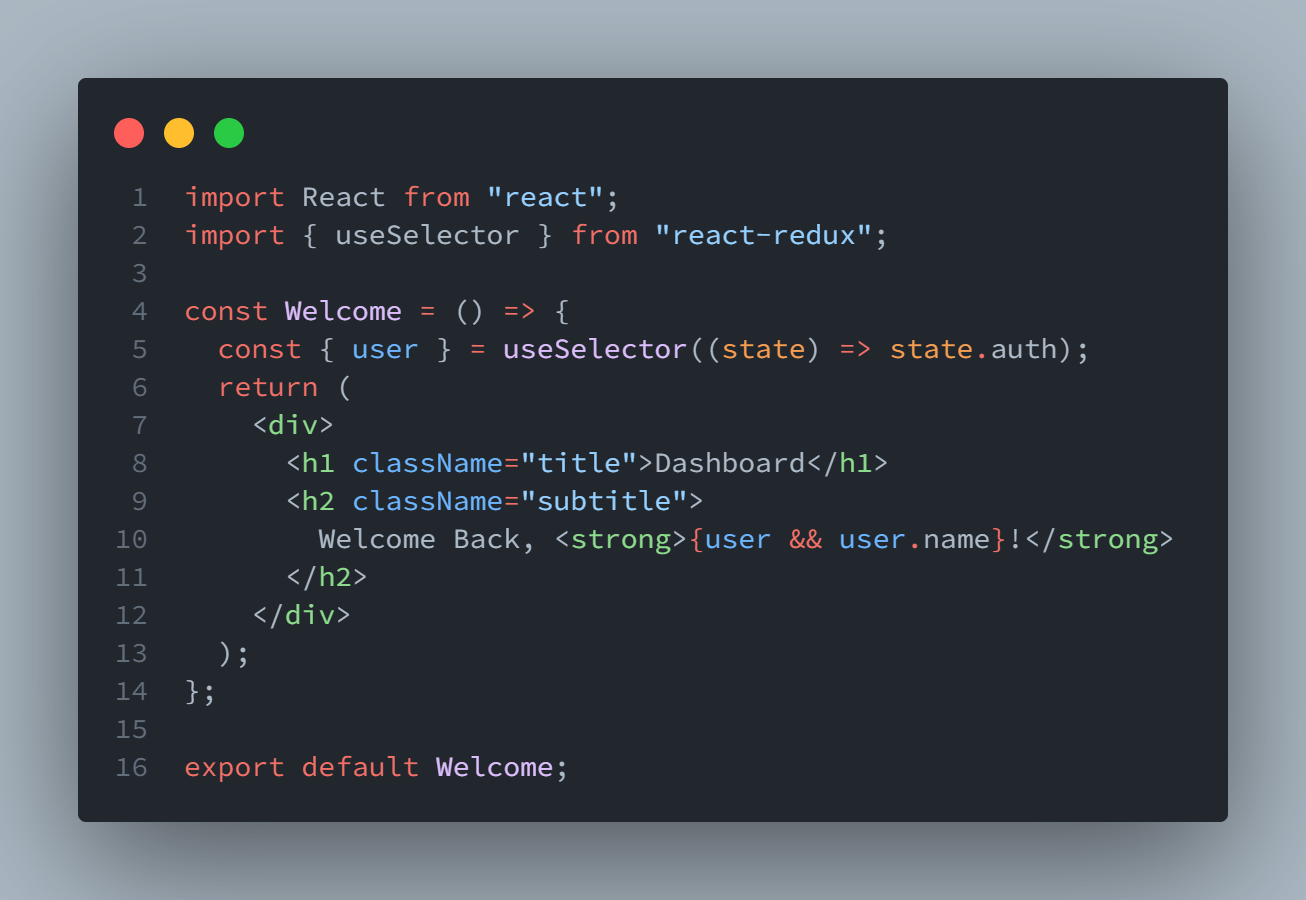 1 import React from "react";
2 import { useSelector } from "react-redux";
3
4 const Welcome = () => {
5   const { user } = useSelector((state) => state.auth);
6   return (
7     <div>
8       <h1 className="title">Dashboard</h1>
9       <h2 className="subtitle">
10         Welcome Back, <strong>{user && user.name}!</strong>
11       </h2>
12     </div>
13   );
14 };
15
16 export default Welcome;